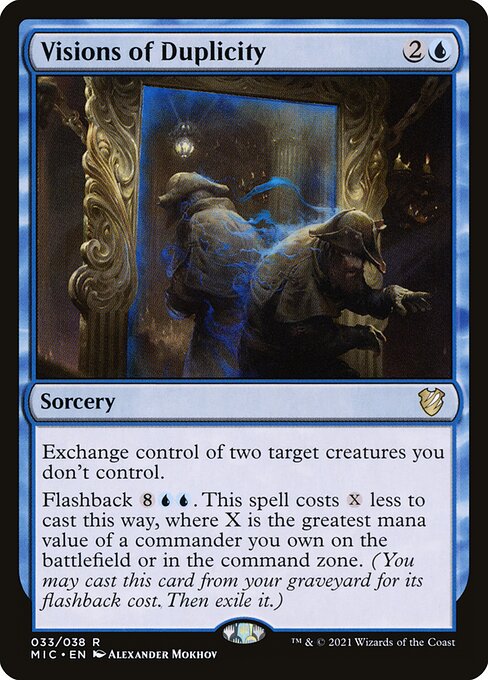 Visions of Duplicity 2
Sorcery
Exchange control of two target creatures you
don't control.
Flashback 8. This spell costs X less to
cast this way, where X is the greatest mana
value of a commander you own on the
battlefield or in the command zone. (You
may cast this card from your graveyard for its
flashback cost. Then exile it.)
033/038 R
MIC • EN Alexander Mokhov
™ & © 2021 Wizards of the Coast